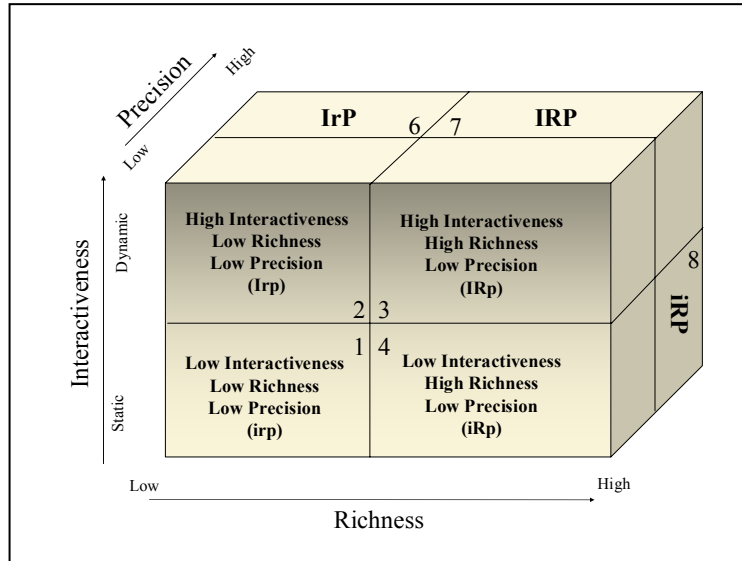 Precision
High
Low
IrP
IRP
6
7
Interactiveness
Dynamic
Static
High Interactiveness
Low Richness
Low Precision
(Irp)
2
High Interactiveness
High Richness
Low Precision
(IRp)
3
8
iRP
1
Low Interactiveness
Low Richness
Low Precision
(irp)
4
Low Interactiveness
High Richness
Low Precision
(iRp)
Low
High
Richness